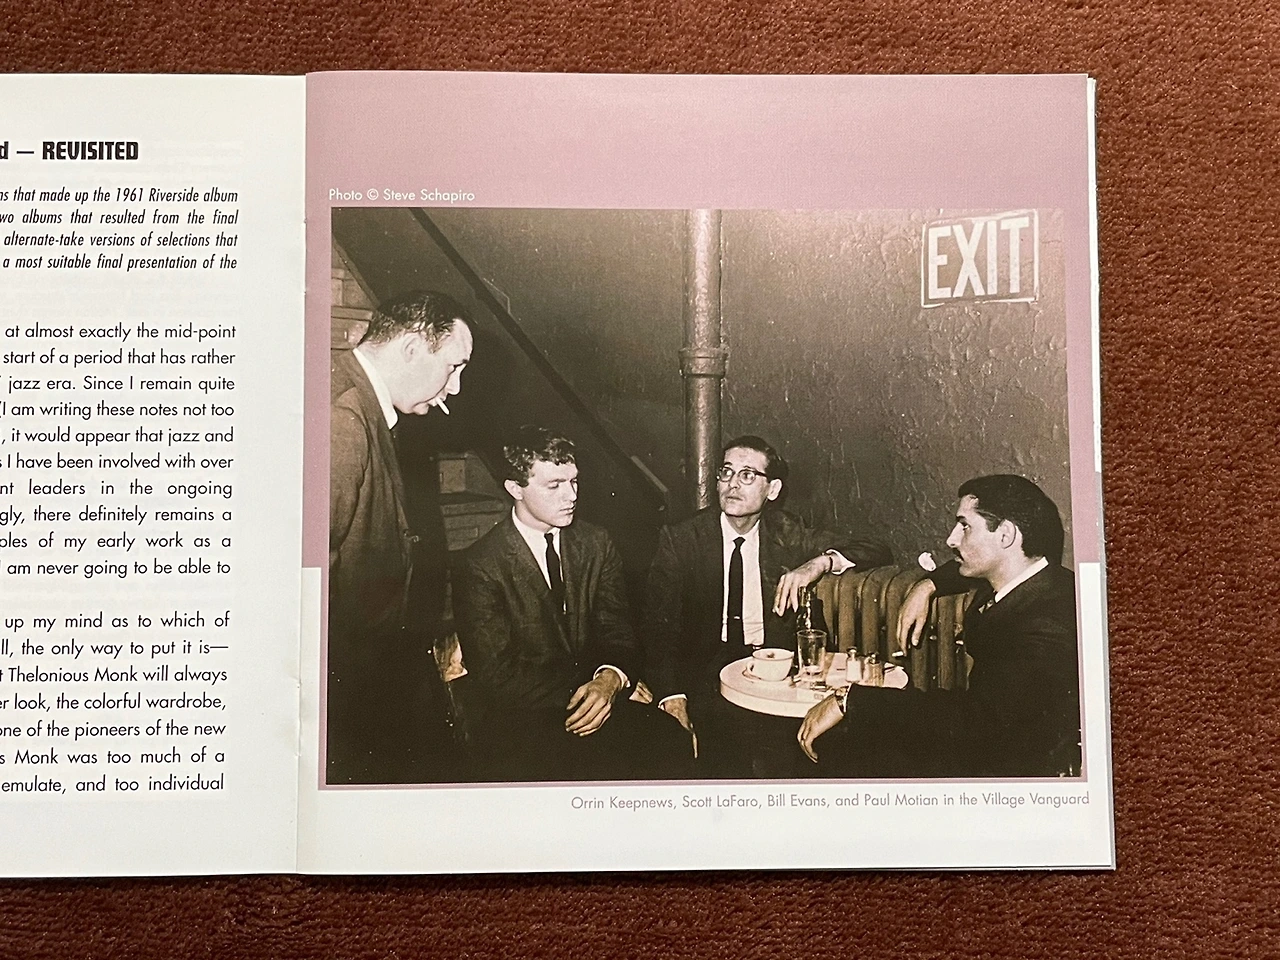 d — REVISITED
ns that made up the 1961 Riverside album
wo albums that resulted from the final
alternate-take versions of selections that
a most suitable final presentation of the
at almost exactly the mid-point
start of a period that has rather
jazz era. Since I remain quite
(I am writing these notes not too
, it would appear that jazz and
s I have been involved with over
nt leaders in the ongoing
gly, there definitely remains a
ples of my early work as a
I am never going to be able to
up my mind as to which of
ll, the only way to put it is—
t Thelonious Monk will always
er look, the colorful wardrobe,
one of the pioneers of the new
s Monk was too much of a
emulate, and too individual
Photo © Steve Schapiro
EXIT
Orrin Keepnews, Scott LaFaro, Bill Evans, and Paul Motian in the Village Vanguard